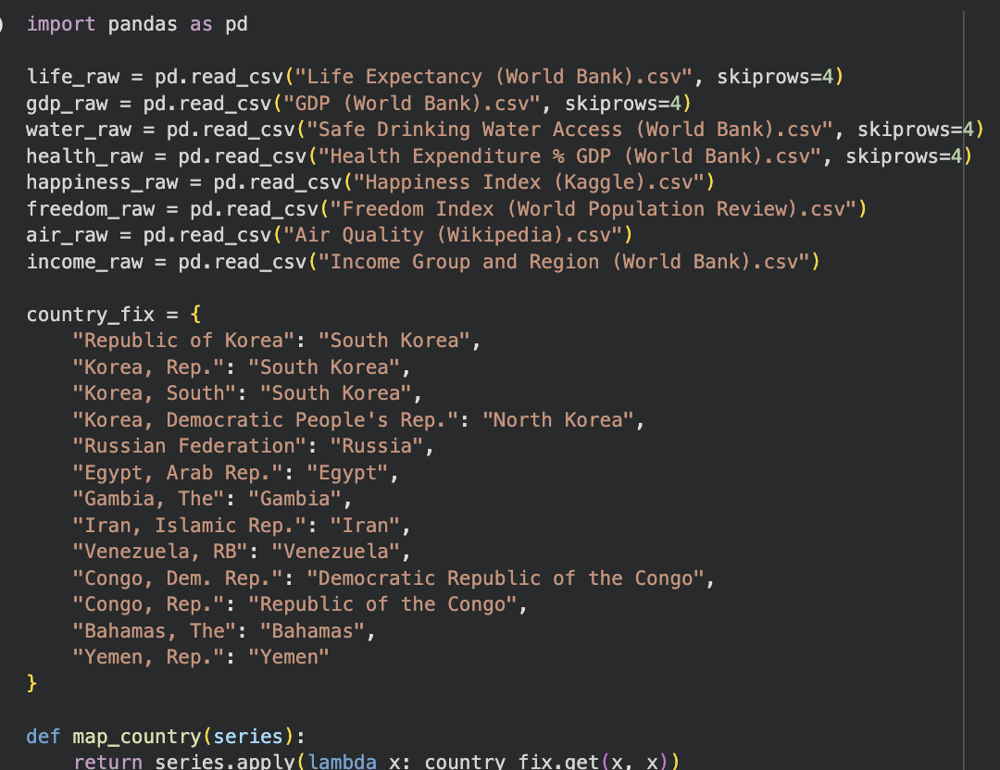 import pandas as pd
life_raw = pd.read_csv("Life Expectancy (World Bank).csv", skiprows=4)
gdp_raw = pd.read_csv("GDP (World Bank).csv", skiprows=4)
water_raw = pd.read_csv("Safe Drinking Water Access (World Bank).csv", skiprows=4)
health_raw = pd.read_csv("Health Expenditure % GDP (World Bank).csv", skiprows=4)
happiness_raw = pd.read_csv("Happiness Index (Kaggle).csv")
freedom_raw = pd.read_csv("Freedom Index (World Population Review).csv")
air_raw = pd.read_csv("Air Quality (Wikipedia).csv")
income_raw = pd.read_csv("Income Group and Region (World Bank).csv")
country_fix = {
    "Republic of Korea": "South Korea",
    "Korea, Rep.": "South Korea",
    "Korea, South": "South Korea",
    "Korea, Democratic People's Rep.": "North Korea",
    "Russian Federation": "Russia",
    "Egypt, Arab Rep.": "Egypt",
    "Gambia, The": "Gambia",
    "Iran, Islamic Rep.": "Iran",
    "Venezuela, RB": "Venezuela",
    "Congo, Dem. Rep.": "Democratic Republic of the Congo",
    "Congo, Rep.": "Republic of the Congo",
    "Bahamas, The": "Bahamas",
    "Yemen, Rep.": "Yemen"
}
def map_country(series):
    return series.apply(lambda x: country_fix.get(x, x))